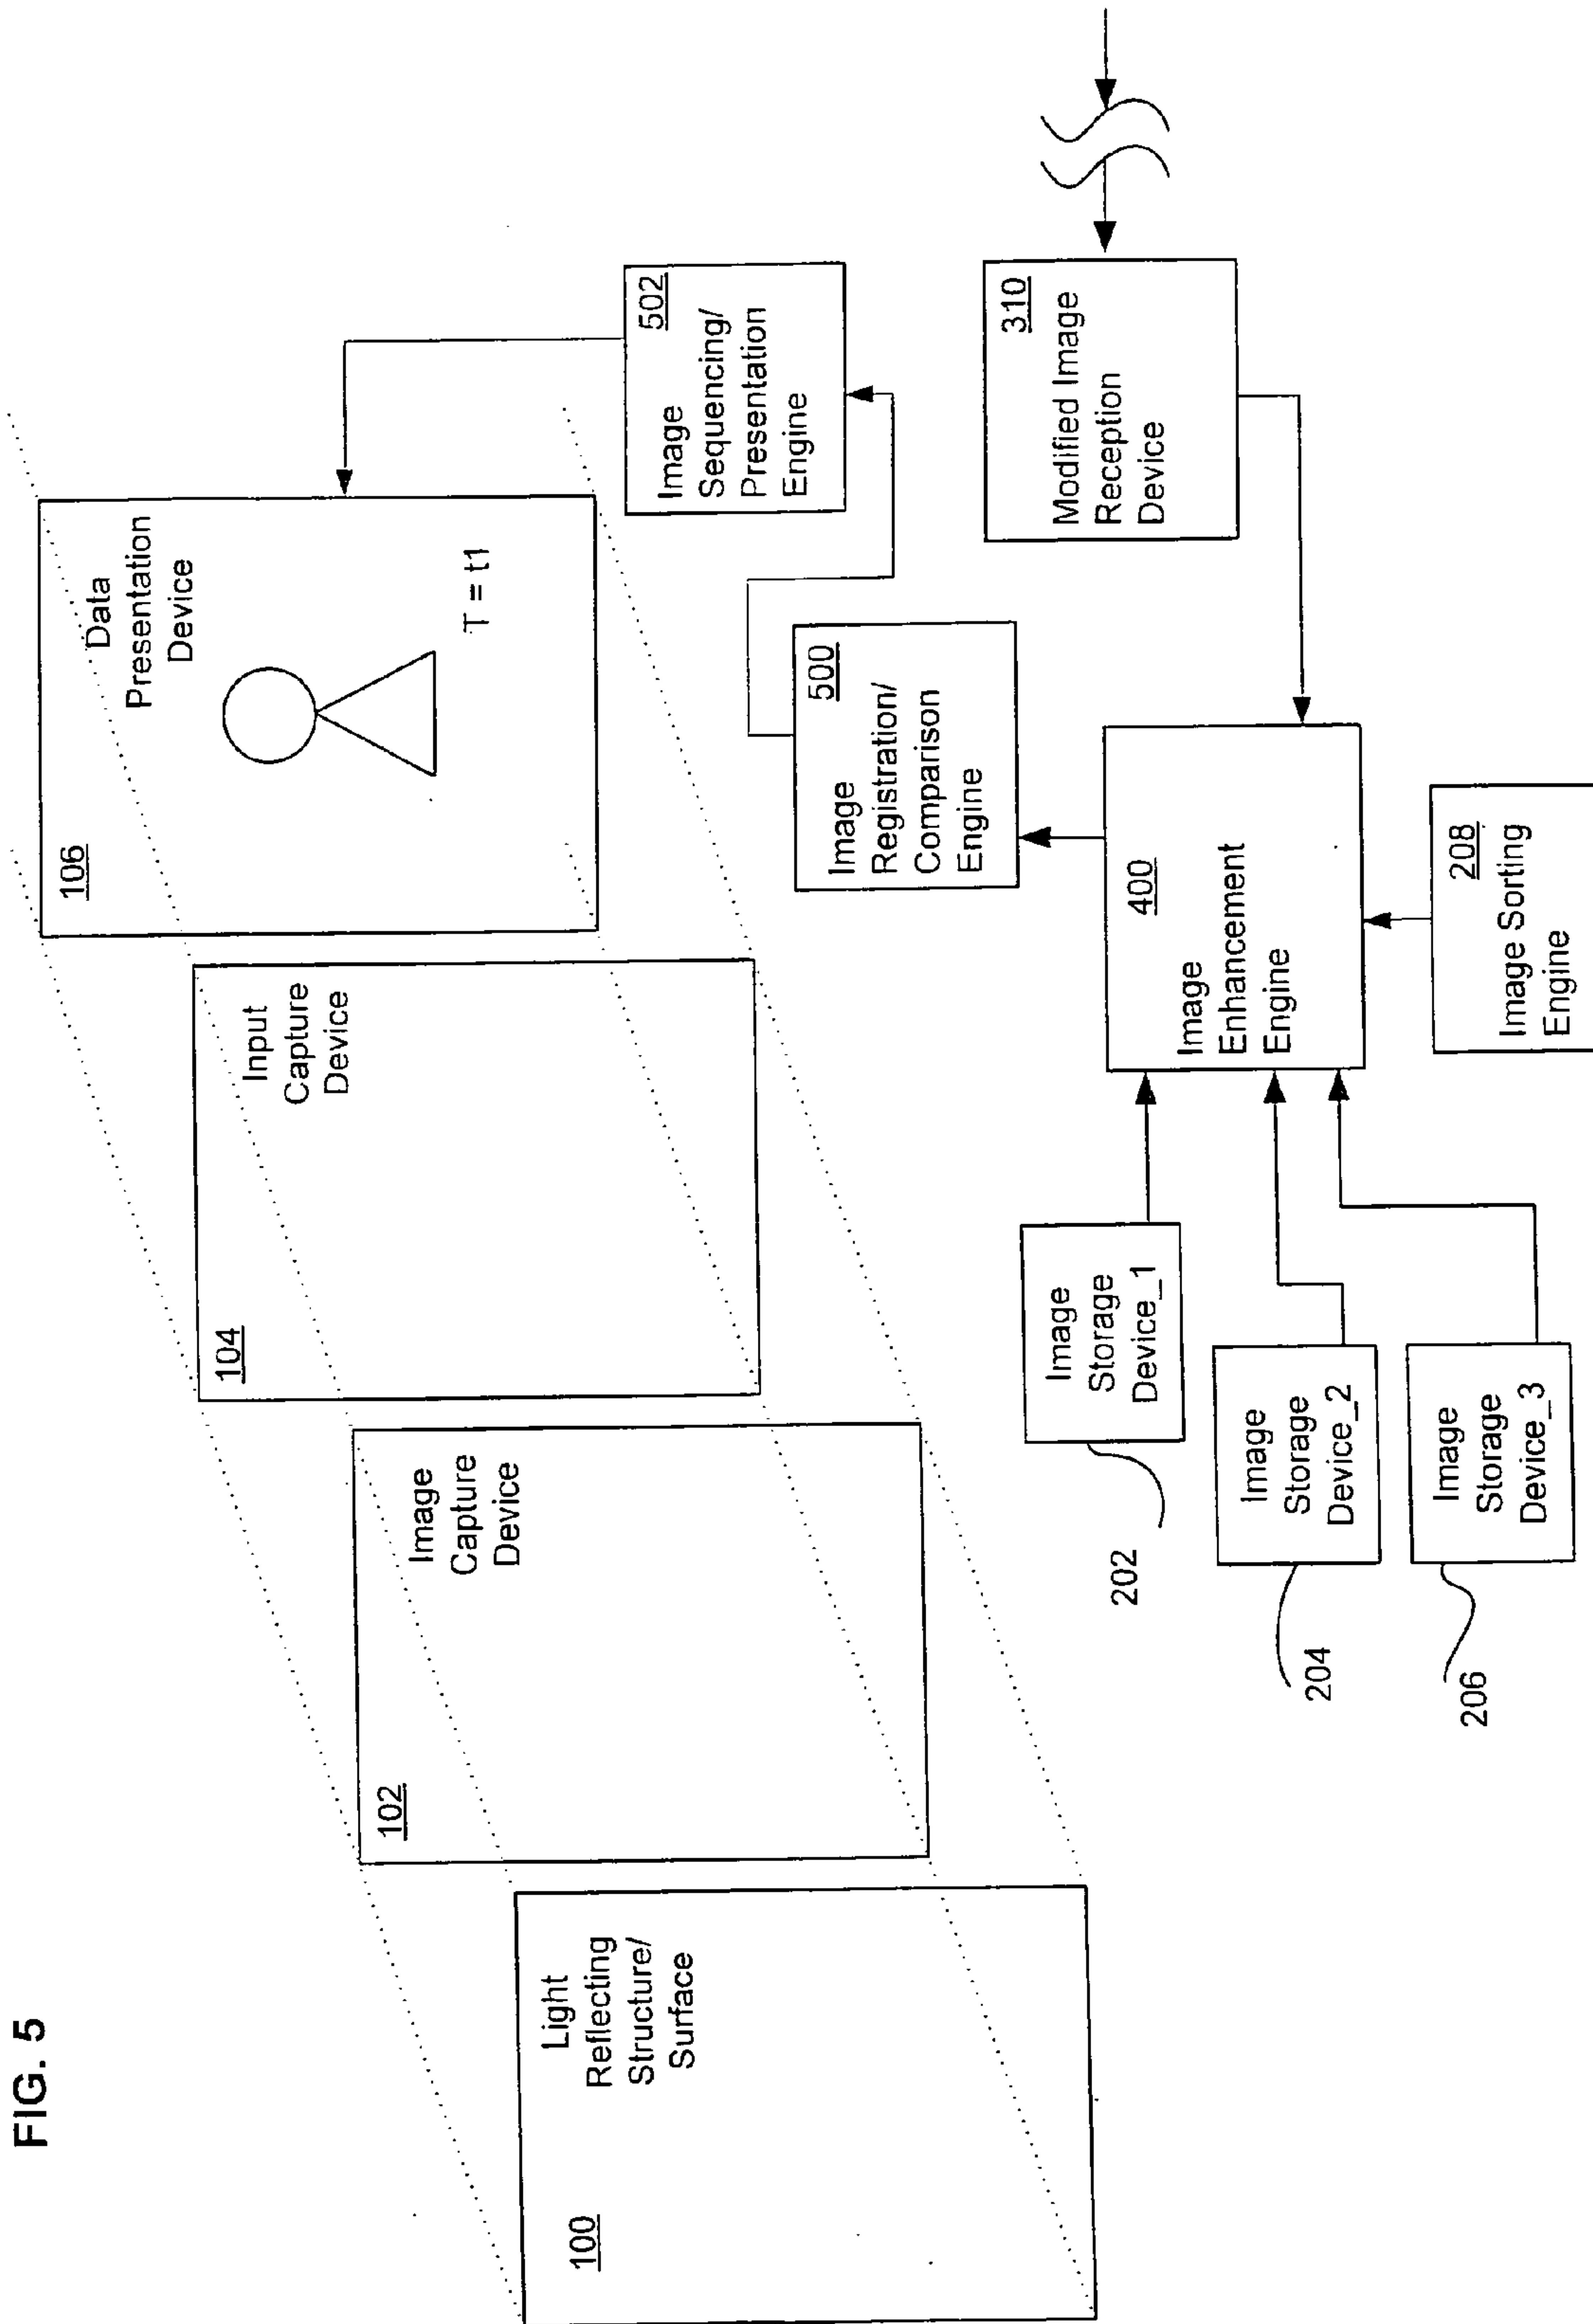 FIG. 5
100
Light
Reflecting
Structure/
Surface
102
Image
Capture
Device
104
Input
Capture
Device
106
Data
Presentation
Device
T = t1
502
Image
Sequencing/
Presentation
Engine
500
Image
Registration/
Comparison
Engine
310
Modified Image
Reception
Device
400
Image
Enhancement
Engine
208
Image Sorting
Engine
Image
Storage
Device_1
202
Image
Storage
Device_2
204
Image
Storage
Device_3
206